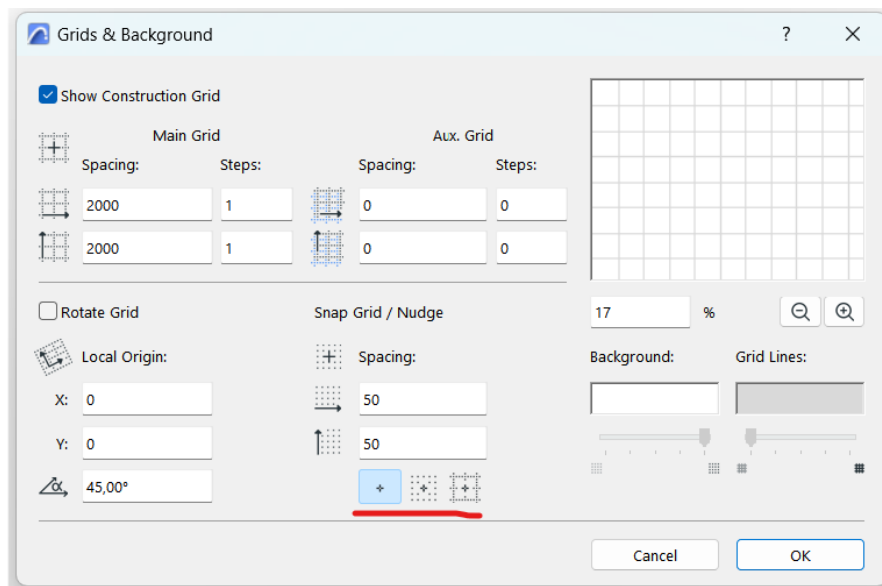 Grids & Background
?
Show Construction Grid
Main Grid
Aux. Grid
Spacing:
Steps:
Spacing:
Steps:
2000
1
0
0
2000
1
0
0
Rotate Grid
Snap Grid / Nudge
17
%
Local Origin:
Spacing:
Background:
Grid Lines:
X:
0
50
Y:
0
50
α
45,00°
Cancel
OK